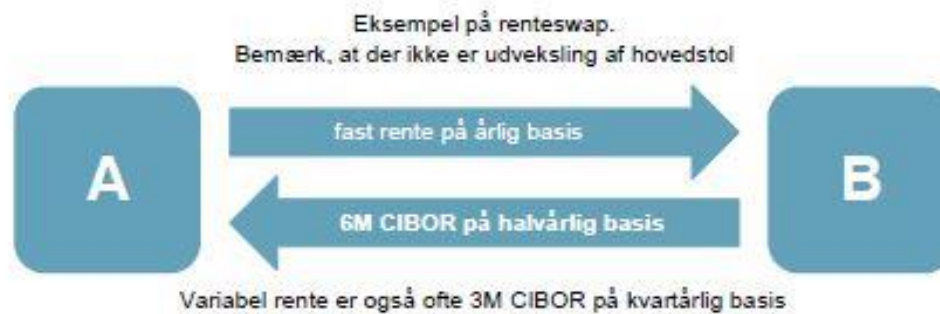 Eksempel på renteswap.
Bemærk, at der ikke er udveksling af hovedstol
A
fast rente på årlig basis
B
6M CIBOR på halvårlig basis
Variabel rente er også ofte 3M CIBOR på kvartårlig basis